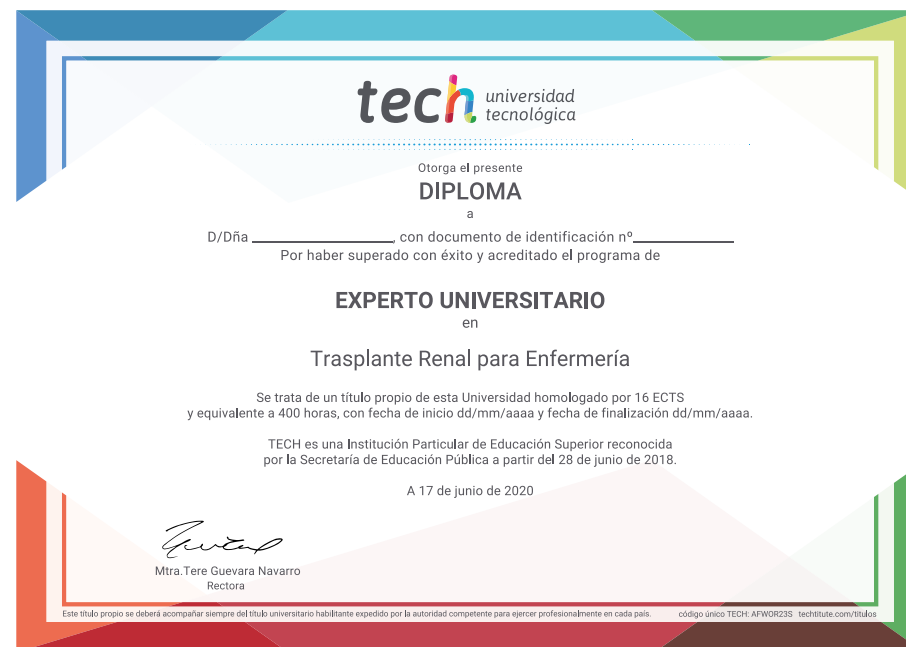 tech universidad
tecnológica
Otorga el presente
DIPLOMA
a
D/Dña ____________________, con documento de identificación nº______________
Por haber superado con éxito y acreditado el programa de
EXPERTO UNIVERSITARIO
en
Trasplante Renal para Enfermería
Se trata de un título propio de esta Universidad homologado por 16 ECTS
y equivalente a 400 horas, con fecha de inicio dd/mm/aaaa y fecha de finalización dd/mm/aaaa.
TECH es una Institución Particular de Educación Superior reconocida
por la Secretaría de Educación Pública a partir del 28 de junio de 2018.
A 17 de junio de 2020
Mtra.Tere Guevara Navarro
Rectora
Este título propio se deberá acompañar siempre del título universitario habilitante expedido por la autoridad competente para ejercer profesionalmente en cada país. código único TECH: AFWOR23S techtitute.com/titulos